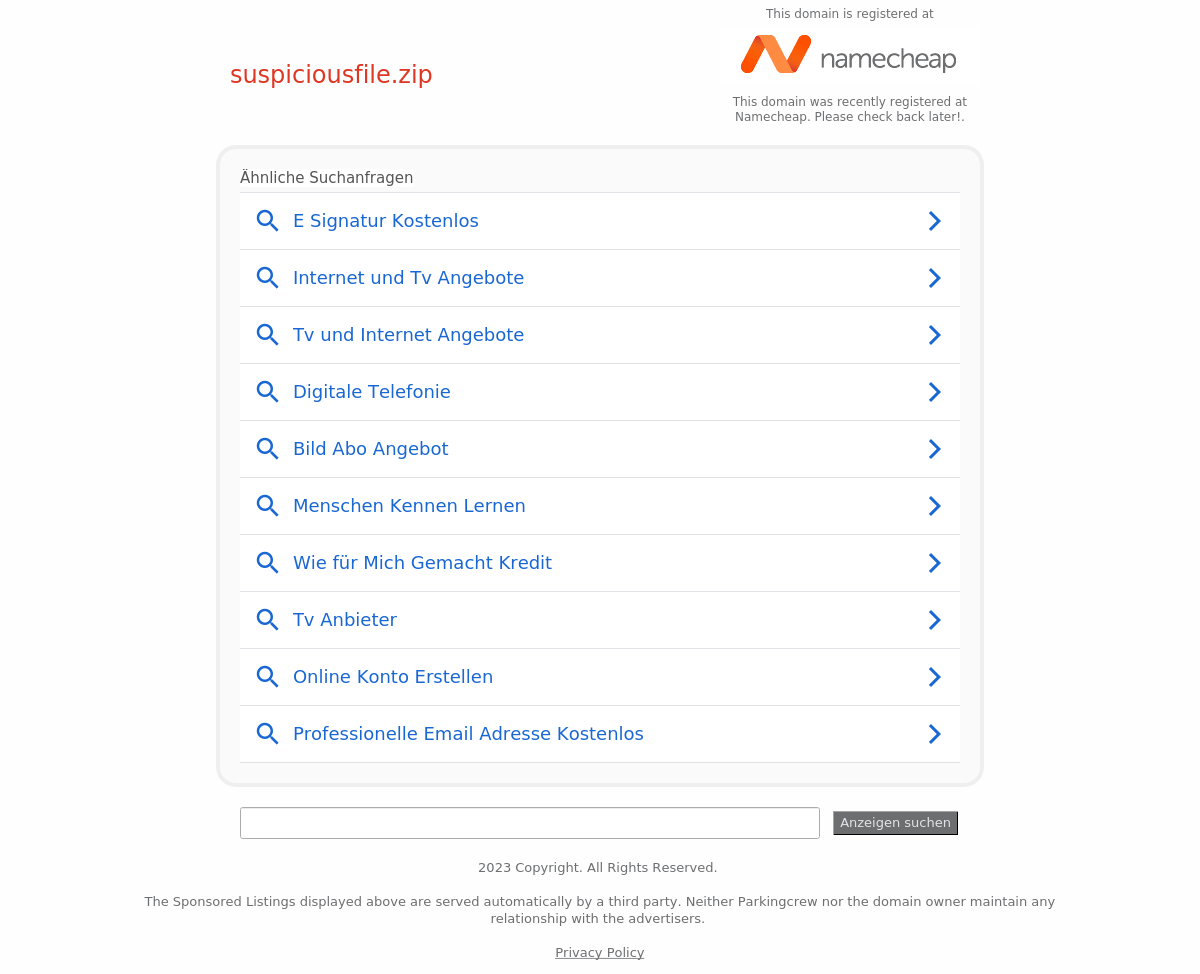 This domain is registered at
namecheap
suspiciousfile.zip
This domain was recently registered at
Namecheap. Please check back later!.
Ähnliche Suchanfragen
E Signatur Kostenlos
Internet und Tv Angebote
Tv und Internet Angebote
Digitale Telefonie
Bild Abo Angebot
Menschen Kennen Lernen
Wie für Mich Gemacht Kredit
Tv Anbieter
Online Konto Erstellen
Professionelle Email Adresse Kostenlos
Anzeigen suchen
2023 Copyright. All Rights Reserved.
The Sponsored Listings displayed above are served automatically by a third party. Neither Parkingcrew nor the domain owner maintain any
relationship with the advertisers.
Privacy Policy